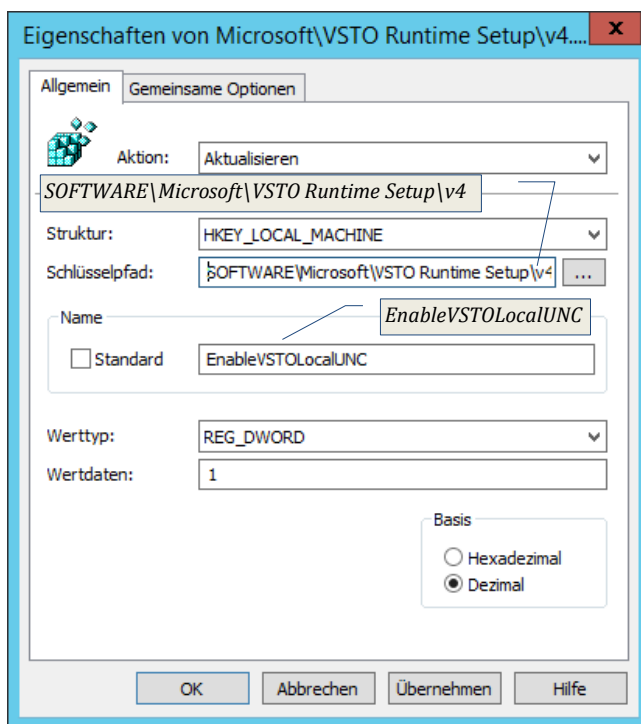 Eigenschaften von Microsoft\VSTO Runtime Setup\v4.... x
Allgemein Gemeinsame Optionen
Aktion: Aktualisieren
SOFTWARE\Microsoft\VSTO Runtime Setup\v4
Struktur: HKEY_LOCAL_MACHINE
Schlüsselpfad: SOFTWARE\Microsoft\VSTO Runtime Setup\v4 ...
Name
EnableVSTOLocalUNC
Standard EnableVSTOLocalUNC
Werttyp: REG_DWORD
Wertdaten: 1
Basis
Hexadezimal
Dezimal
OK Abbrechen Übernehmen Hilfe